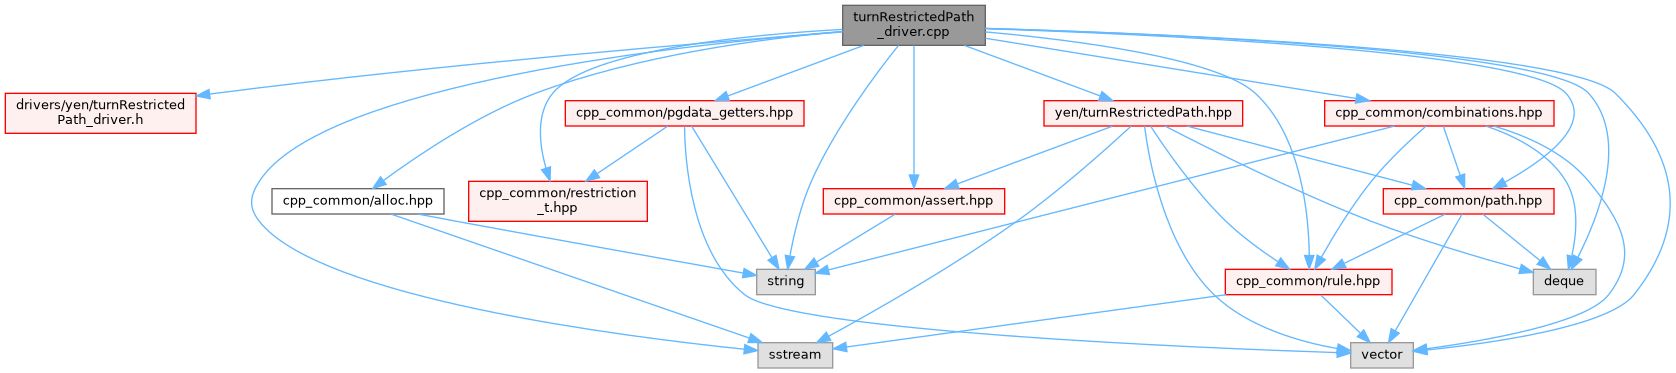 turnRestrictedPath
_driver.cpp
drivers/yen/turnRestricted
Path_driver.h
cpp_common/pgdata_getters.hpp
yen/turnRestrictedPath.hpp
cpp_common/combinations.hpp
cpp_common/alloc.hpp
cpp_common/restriction
_t.hpp
cpp_common/assert.hpp
cpp_common/path.hpp
string
cpp_common/rule.hpp
deque
sstream
vector